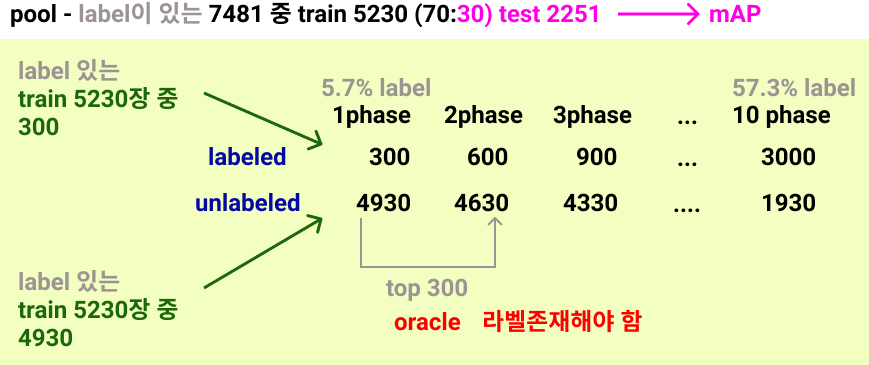 pool - label이 있는 7481 중 train 5230 (70:30) test 2251 mAP
label 있는
train 5230장 중
300
5.7% label 57.3% label
1phase 2phase 3phase ... 10 phase
labeled 300 600 900 ... 3000
unlabeled 4930 4630 4330 .... 1930
label 있는
train 5230장 중
4930
top 300
oracle 라벨존재해야 함